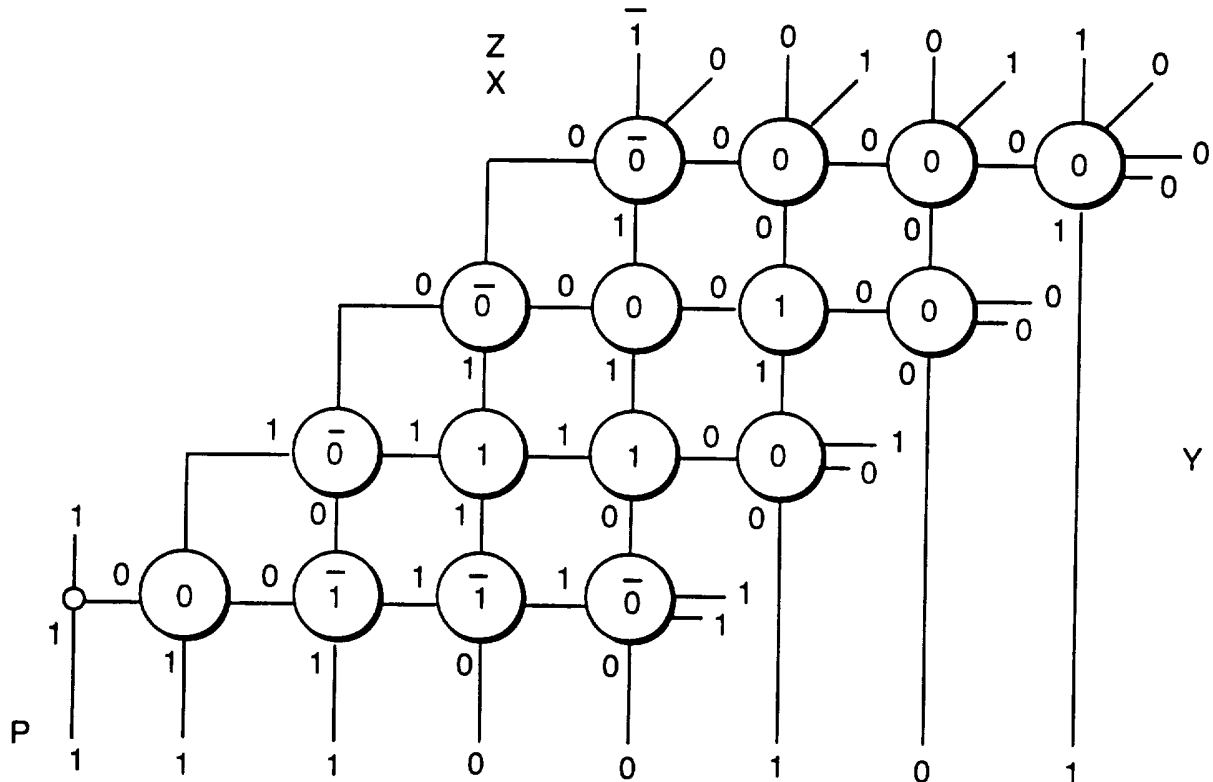 Z 1̄ 0 0 1 0 1 1 0
X
0 0̄ 0 0 0 0 0 0 0
0
1 0 0 1
0 0̄ 0 0 0 1 0 0 0
0
1 1 1 0
1 0̄ 1 1 1 1 0 0 1
0 Y
1 0 1 0 0
0 0 0 1̄ 1 1̄ 1 0̄ 1
1
1 1 1 0 0
P
1 1 1 0 0 1 0 1